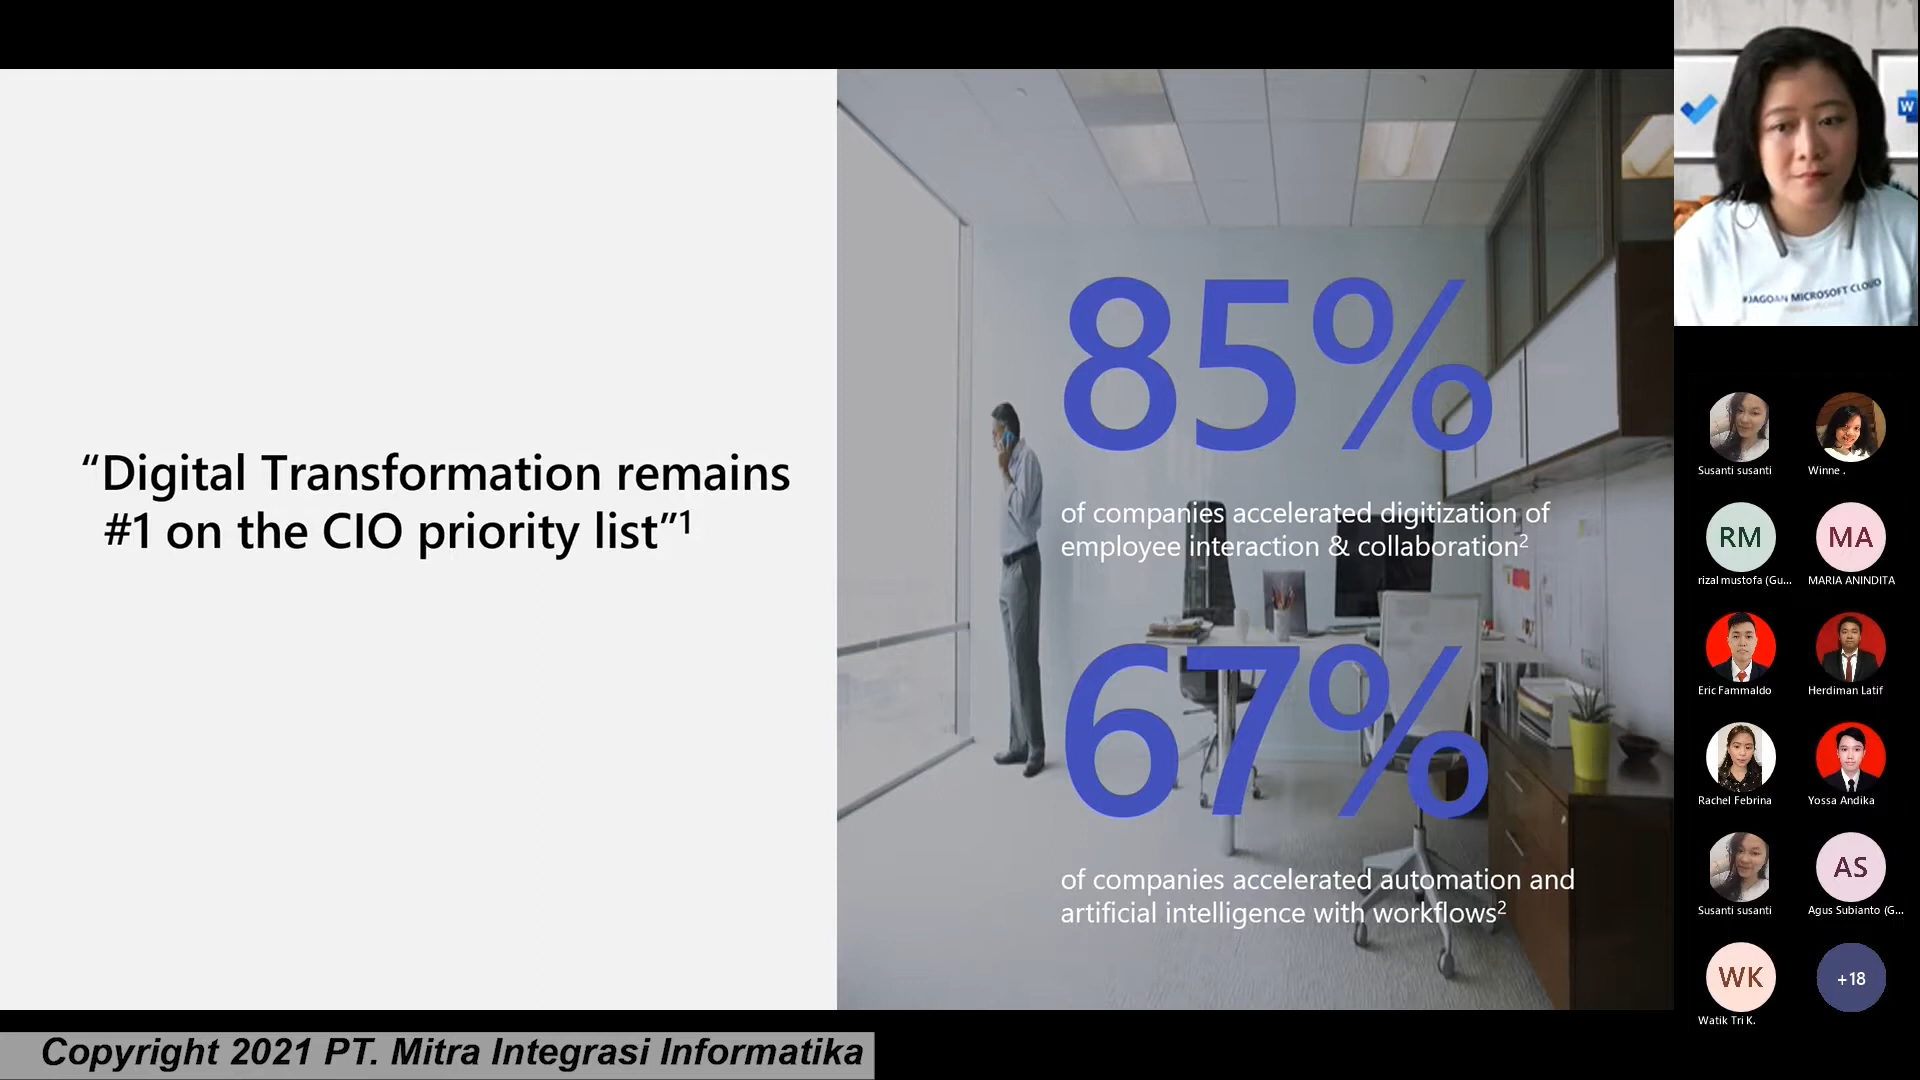 “Digital Transformation remains
#1 on the CIO priority list”1
85%
of companies accelerated digitization of
employee interaction & collaboration2
67%
of companies accelerated automation and
artificial intelligence with workflows2
Copyright 2021 PT. Mitra Integrasi Informatika
W
#JAGOAN MICROSOFT CLOUD
Susanti susanti
Winne .
RM
rizal mustofa (Gu...
MA
MARIA ANINDITA
Eric Fammaldo
Herdiman Latif
Rachel Febrina
Yossa Andika
Susanti susanti
AS
Agus Subianto (G...
WK
Watik Tri K.
+18